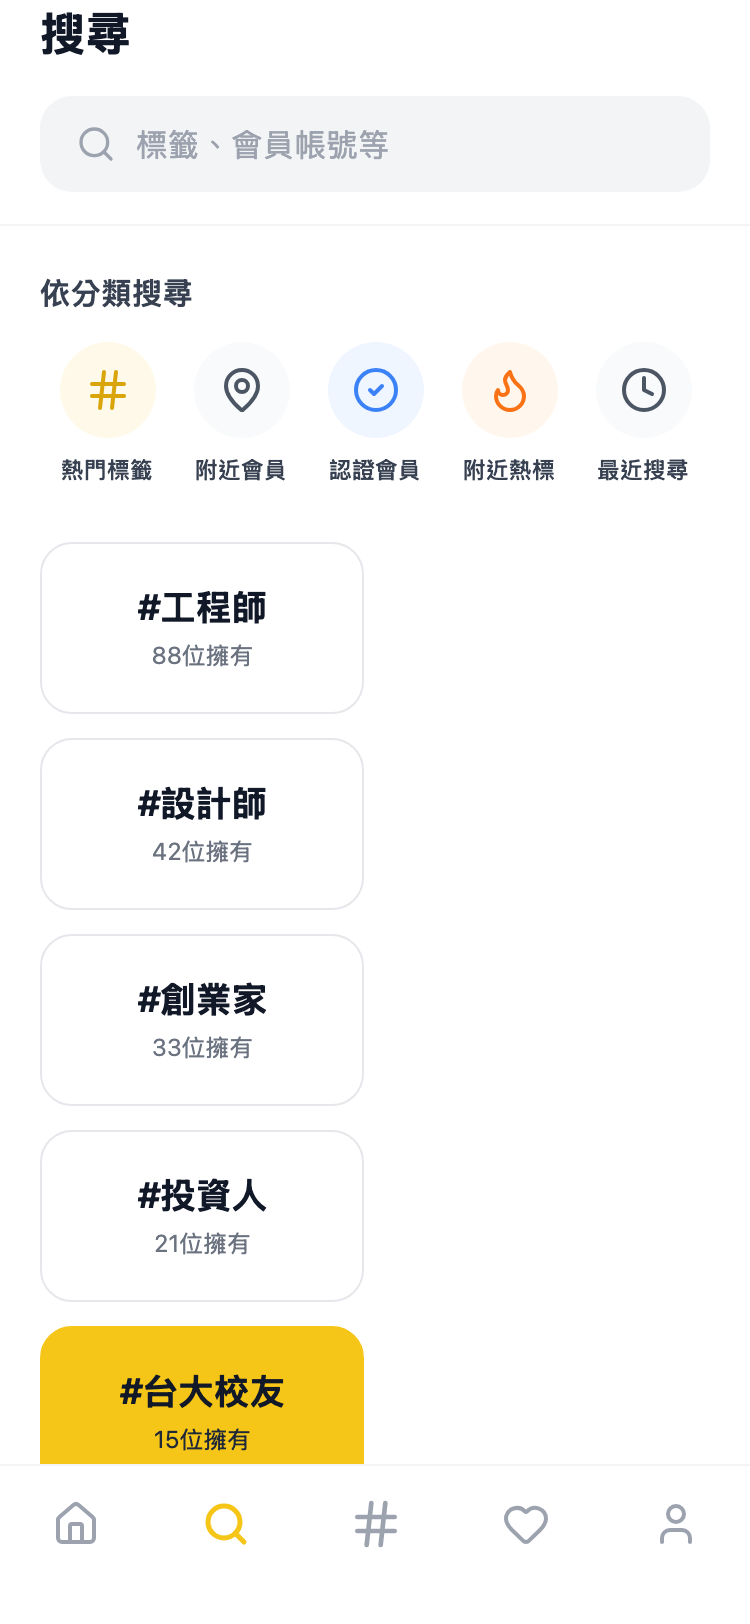 搜尋
標籤、會員帳號等
依分類搜尋
熱門標籤 附近會員 認證會員 附近熱標 最近搜尋
#工程師
88位擁有
#設計師
42位擁有
#創業家
33位擁有
#投資人
21位擁有
#台大校友
15位擁有